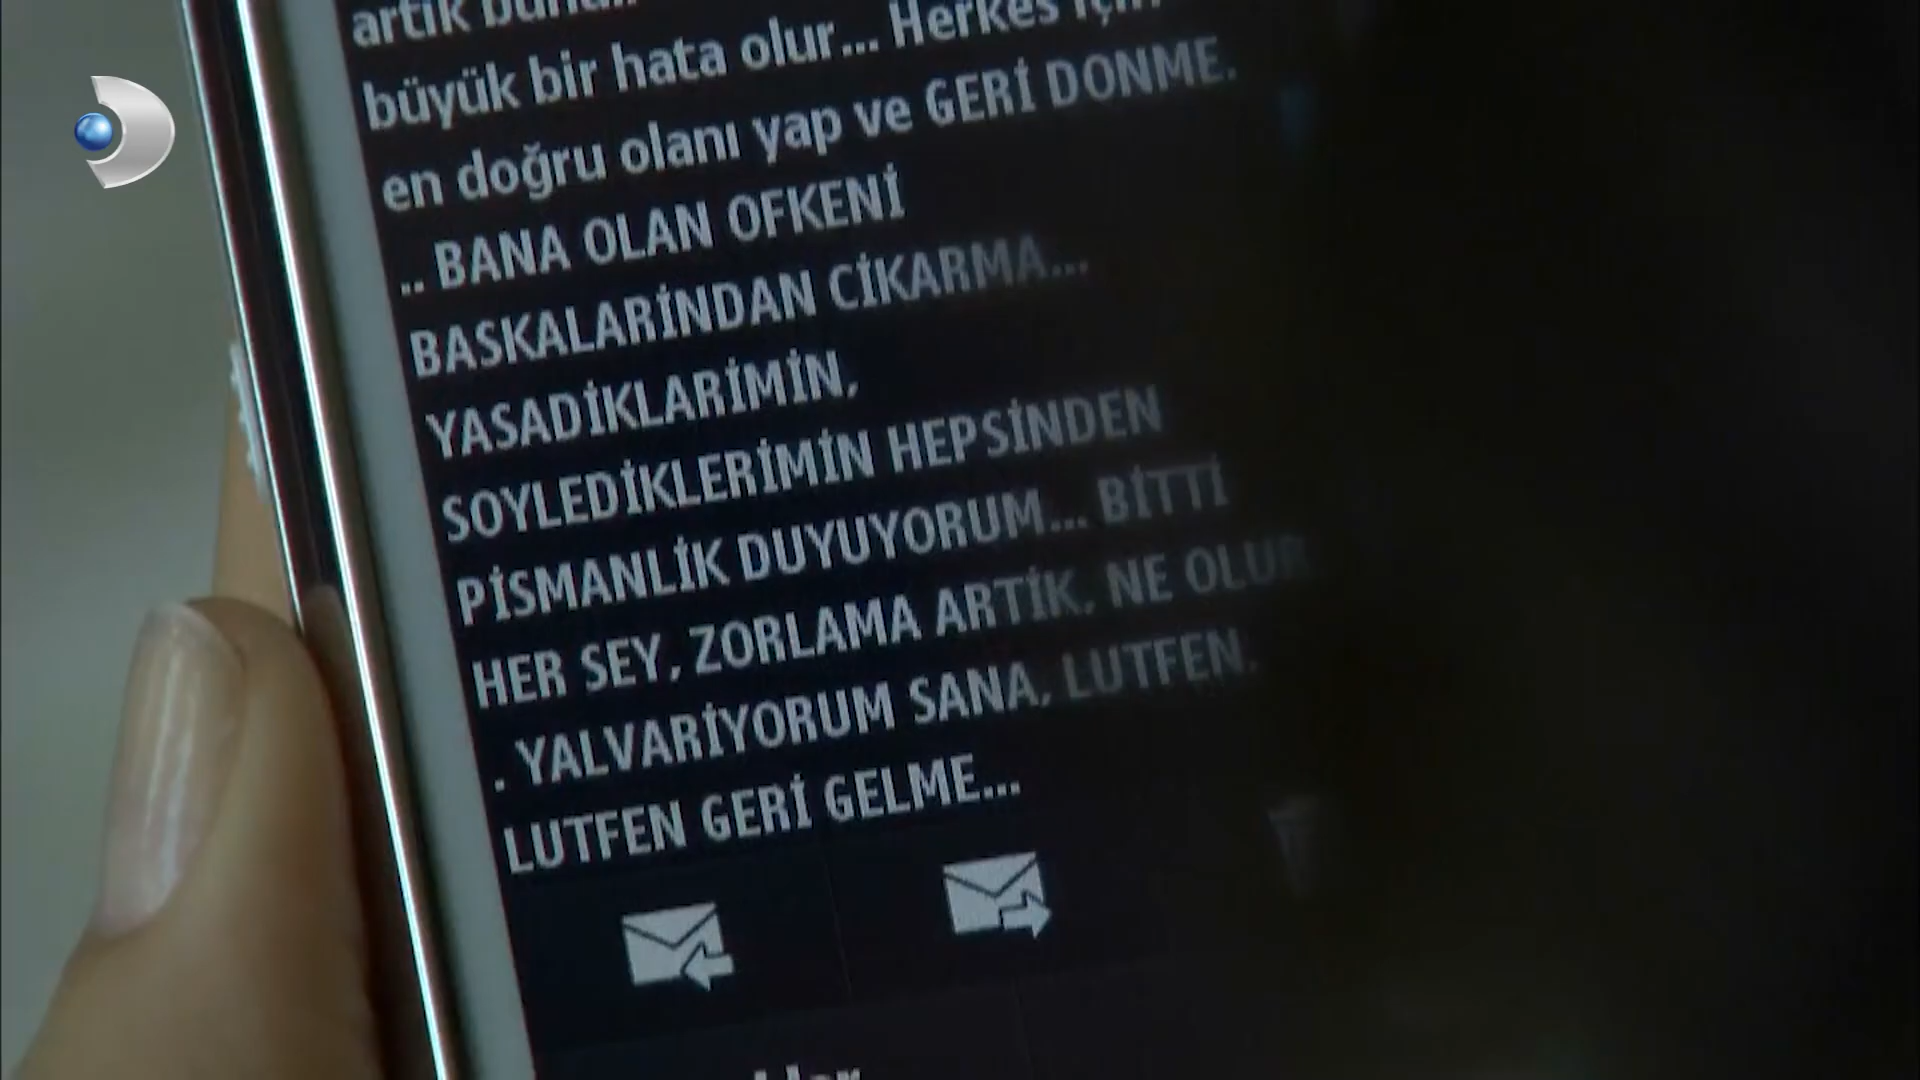 artık
büyük bir hata olur... Herkes için
en doğru olanı yap ve GERİ DONME.
.. BANA OLAN OFKENİ
BASKALARİNDAN CİKARMA...
YASADİKLARİMİN,
SOYLEDİKLERİMİN HEPSİNDEN
PİSMANLİK DUYUYORUM... BİTTİ
HER SEY, ZORLAMA ARTİK, NE OLUR
. YALVARİYORUM SANA, LUTFEN.
LUTFEN GERİ GELME...